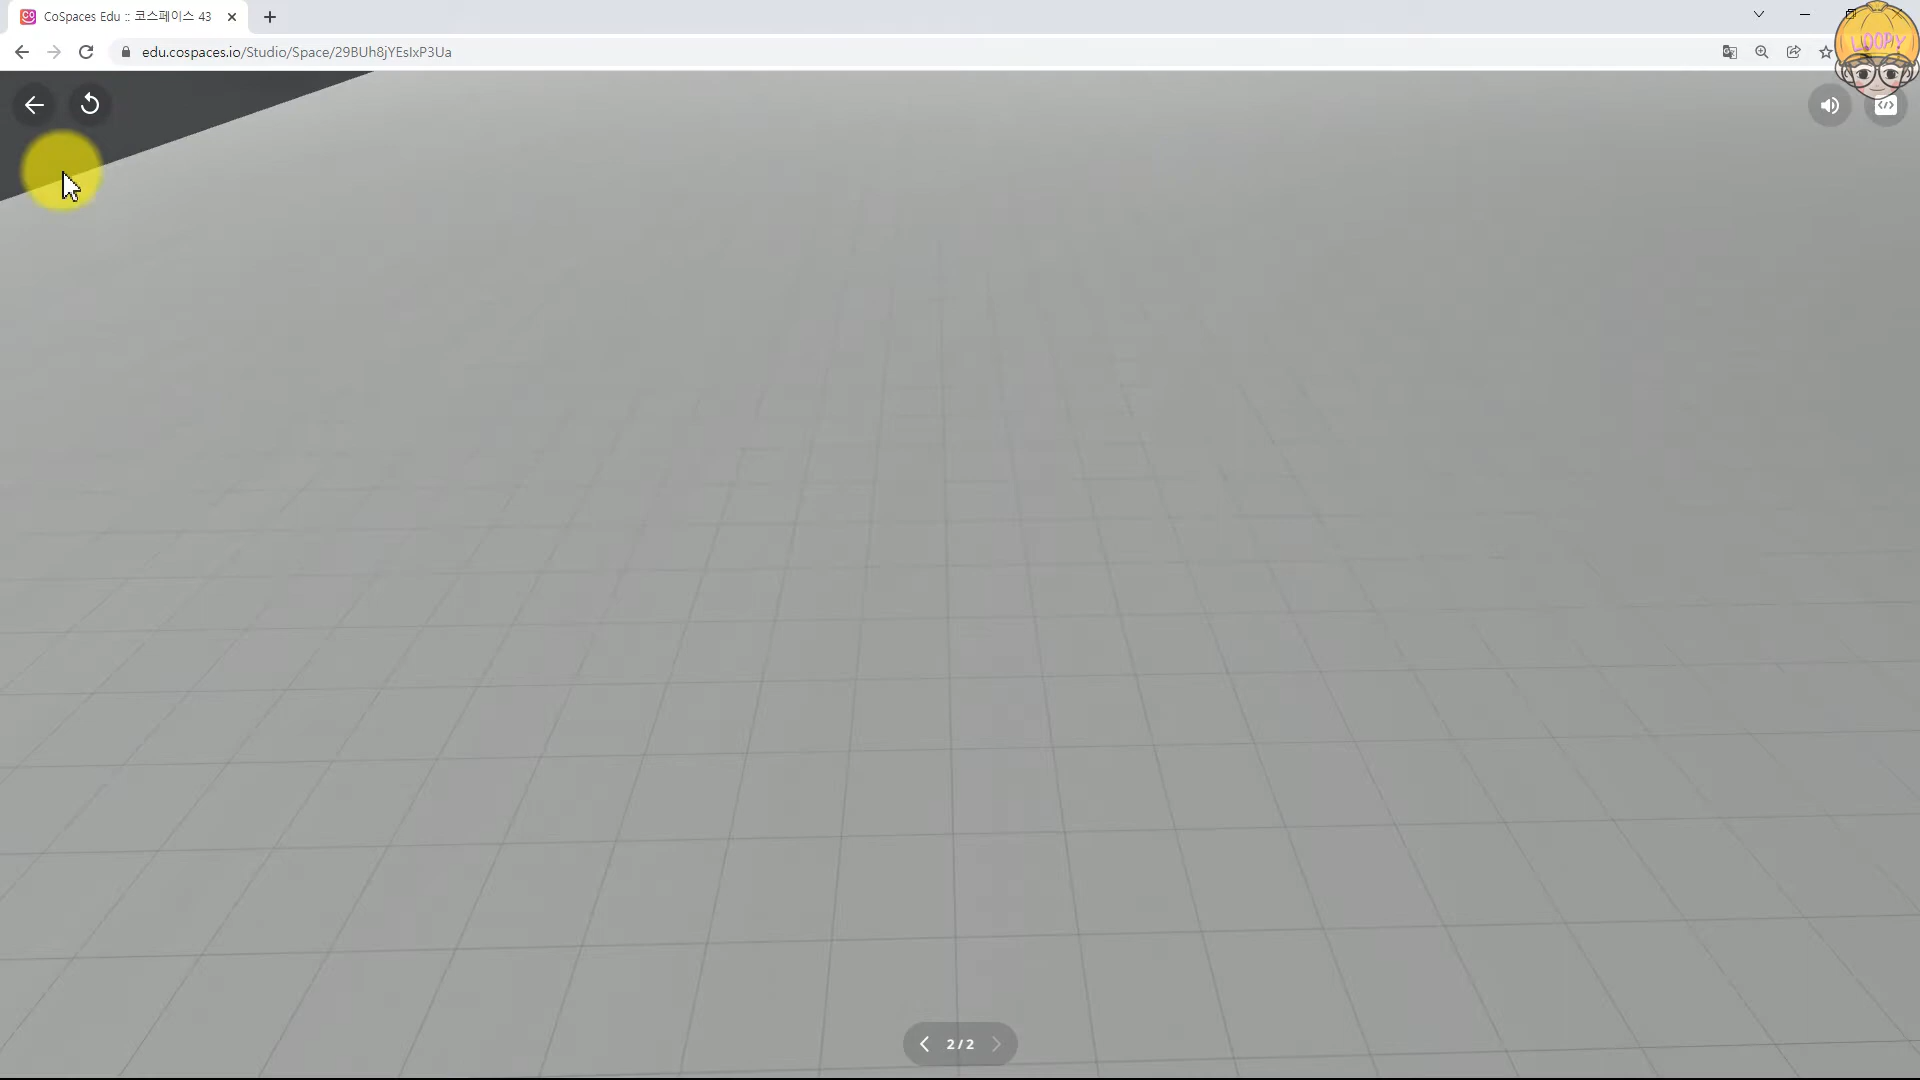 CoSpaces Edu :: 코스페이스 43
edu.cospaces.io/Studio/Space/29BUh8jYEsIxP3Ua
LOOPY
2 / 2